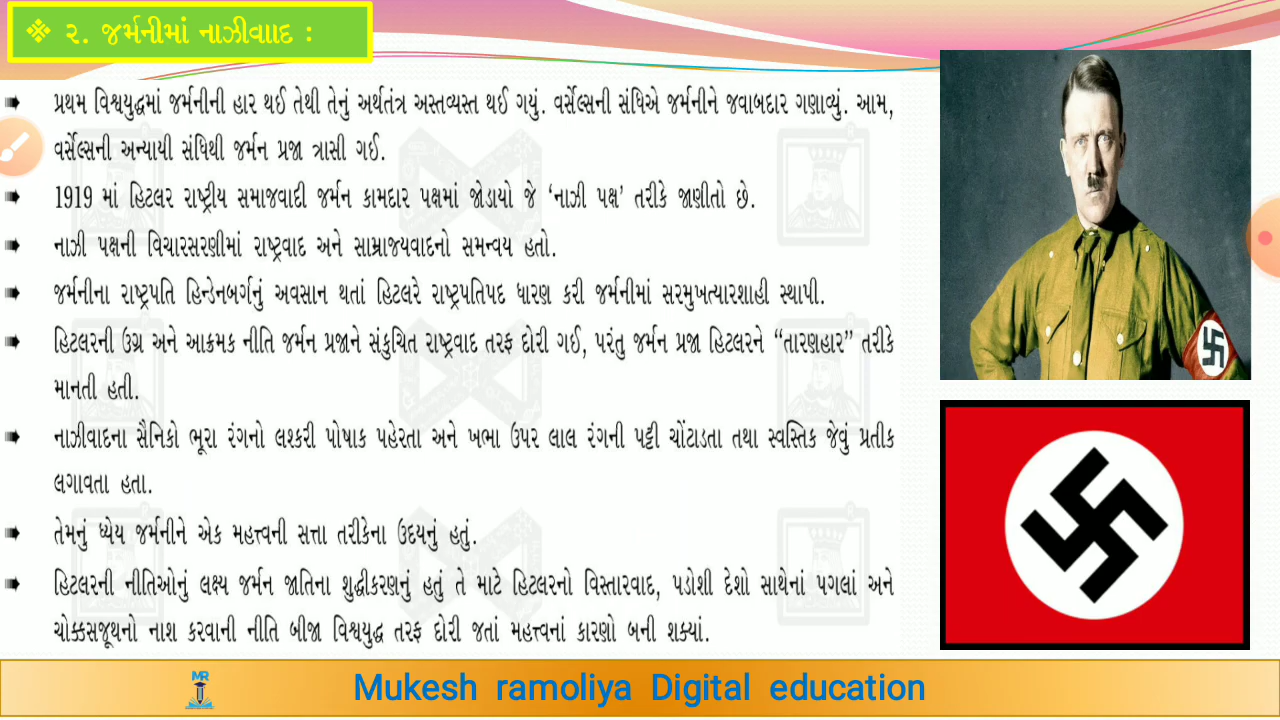 ❖ ૨. જર્મનીમાં નાઝીવાાદ :
પ્રથમ વિશ્વયુદ્ધમાં જર્મનીની હાર થઈ તેથી તેનું અર્થતંત્ર અસ્તવ્યસ્ત થઈ ગયું. વર્સેલ્સની સંધિએ જર્મનીને જવાબદાર ગણાવ્યું. આમ,
વર્સેલ્સની અન્યાયી સંધિથી જર્મન પ્રજા ત્રાસી ગઈ.
1919 માં હિટલર રાષ્ટ્રીય સમાજવાદી જર્મન કામદાર પક્ષમાં જોડાયો જે ‘નાઝી પક્ષ’ તરીકે જાણીતો છે.
નાઝી પક્ષની વિચારસરણીમાં રાષ્ટ્રવાદ અને સામ્રાજ્યવાદનો સમન્વય હતો.
જર્મનીના રાષ્ટ્રપતિ હિન્ડેનબર્ગનું અવસાન થતાં હિટલરે રાષ્ટ્રપતિપદ ધારણ કરી જર્મનીમાં સરમુખત્યારશાહી સ્થાપી.
હિટલરની ઉગ્ર અને આક્રમક નીતિ જર્મન પ્રજાને સંકુચિત રાષ્ટ્રવાદ તરફ દોરી ગઈ, પરંતુ જર્મન પ્રજા હિટલરને “તારણહાર” તરીકે
માનતી હતી.
નાઝીવાદના સૈનિકો ભૂરા રંગનો લશ્કરી પોષાક પહેરતા અને ખભા ઉપર લાલ રંગની પટ્ટી ચોંટાડતા તથા સ્વસ્તિક જેવું પ્રતીક
લગાવતા હતા.
તેમનું ધ્યેય જર્મનીને એક મહત્ત્વની સત્તા તરીકેના ઉદયનું હતું.
હિટલરની નીતિઓનું લક્ષ્ય જર્મન જાતિના શુદ્ધીકરણનું હતું તે માટે હિટલરનો વિસ્તારવાદ, પડોશી દેશો સાથેનાં પગલાં અને
ચોક્કસજૂથનો નાશ કરવાની નીતિ બીજા વિશ્વયુદ્ધ તરફ દોરી જતાં મહત્ત્વનાં કારણો બની શક્યાં.
MR
Mukesh ramoliya Digital education